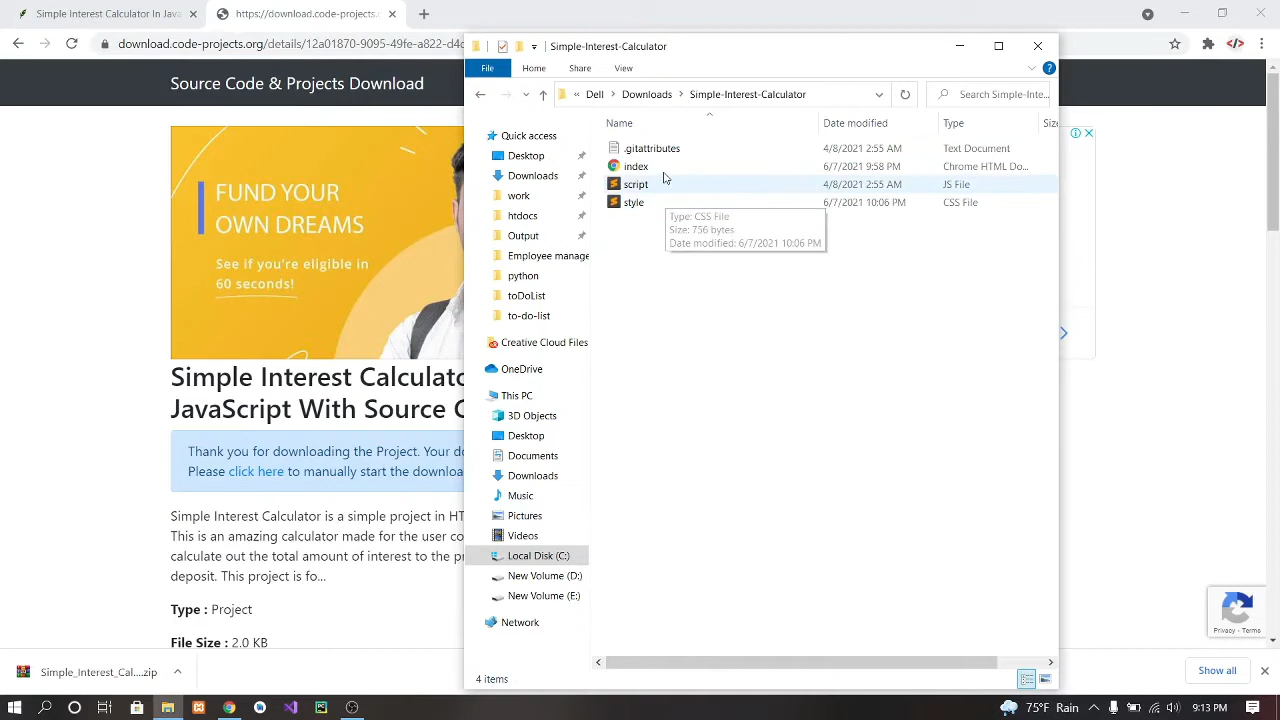 Simple Interest Calculator In Java
https://download.code-projects.
download.code-projects.org/details/12a01870-9095-49fe-a822-d4
Source Code & Projects Download
FUND YOUR
OWN DREAMS
See if you're eligible in
60 seconds!
Simple Interest Calculato
JavaScript With Source C
Thank you for downloading the Project. Your do
Please click here to manually start the downloa
Simple Interest Calculator is a simple project in HT
This is an amazing calculator made for the user co
calculate out the total amount of interest to the pr
deposit. This project is fo...
Type : Project
File Size : 2.0 KB
Simple-Interest-Calculator
File
Home
Share
View
« Dell > Downloads > Simple-Interest-Calculator
Search Simple-Inte...
Name
Date modified
Type
Size
.gitattributes 4/8/2021 2:55 AM Text Document
index 6/7/2021 9:58 PM Chrome HTML Do...
script 4/8/2021 2:55 AM JS File
style 6/7/2021 10:06 PM CSS File
Type: CSS File
Size: 756 bytes
Date modified: 6/7/2021 10:06 PM
Quick access
Desktop
Downloads
work
htdocs
Output
Employee manage
python
toDoList
to-do-list
Creative Cloud Files
OneDrive
This PC
3D Objects
Desktop
Documents
Downloads
Music
Pictures
Videos
Local Disk (C:)
New Volume (D:)
New Volume (E:)
Network
4 items
Privacy - Terms
Simple_Interest_Cal....zip
Show all
75°F Rainy
9:13 PM